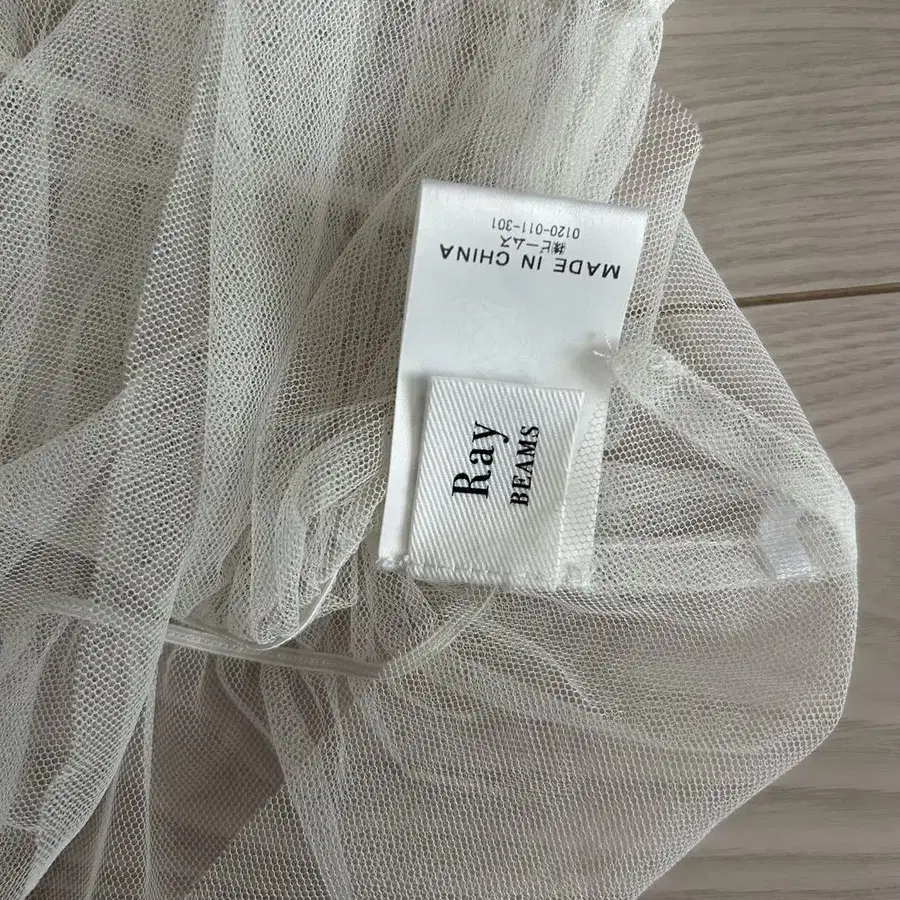 Ray
BEAMS
MADE IN CHINA
㈱ビームス
0120-011-301